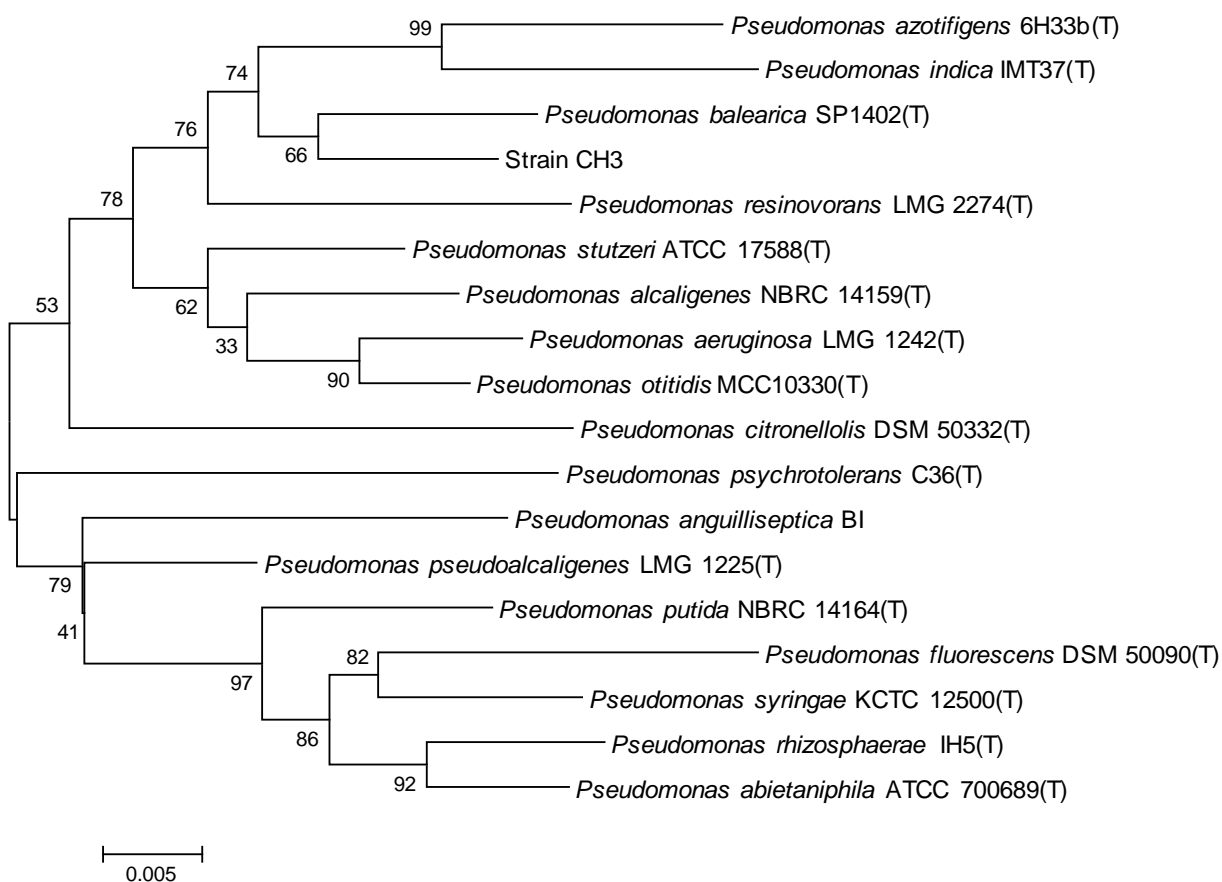 99
Pseudomonas azotifigens 6H33b(T)
Pseudomonas indica IMT37(T)
74
Pseudomonas balearica SP1402(T)
76
66
Strain CH3
78
Pseudomonas resinovorans LMG 2274(T)
Pseudomonas stutzeri ATCC 17588(T)
53
62
Pseudomonas alcaligenes NBRC 14159(T)
33
Pseudomonas aeruginosa LMG 1242(T)
90
Pseudomonas otitidis MCC10330(T)
Pseudomonas citronellolis DSM 50332(T)
Pseudomonas psychrotolerans C36(T)
Pseudomonas anguilliseptica BI
79
Pseudomonas pseudoalcaligenes LMG 1225(T)
41
Pseudomonas putida NBRC 14164(T)
97
82
Pseudomonas fluorescens DSM 50090(T)
Pseudomonas syringae KCTC 12500(T)
86
Pseudomonas rhizosphaerae IH5(T)
92
Pseudomonas abietaniphila ATCC 700689(T)
0.005